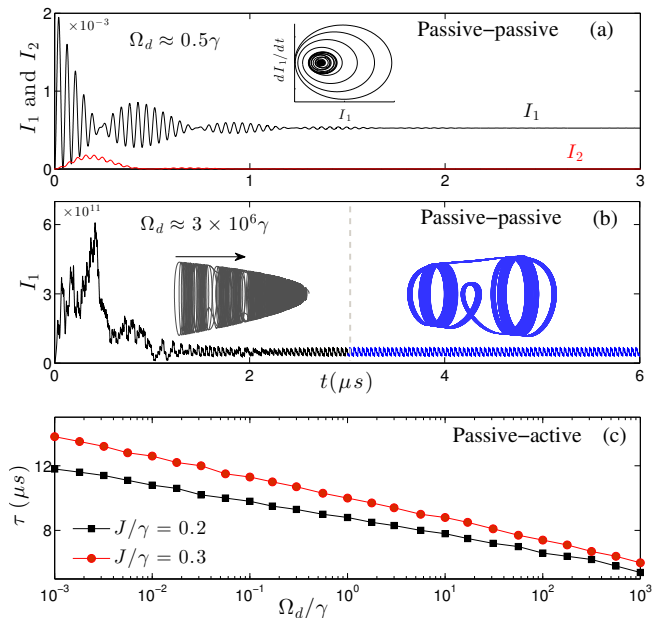 ×10⁻³
Ω_d ≈ 0.5γ
Passive−passive
(a)
2
1
0
I₁ and I₂
dI₁/dt
I₁
I₁
I₂
0
1
2
3
×10¹¹
Ω_d ≈ 3 × 10⁶γ
Passive−passive
(b)
6
3
0
I₁
0
2
4
6
t(μs)
Passive−active
(c)
12
8
τ (μs)
J/γ = 0.2
J/γ = 0.3
10⁻³
10⁻²
10⁻¹
10⁰
10¹
10²
10³
Ω_d/γ